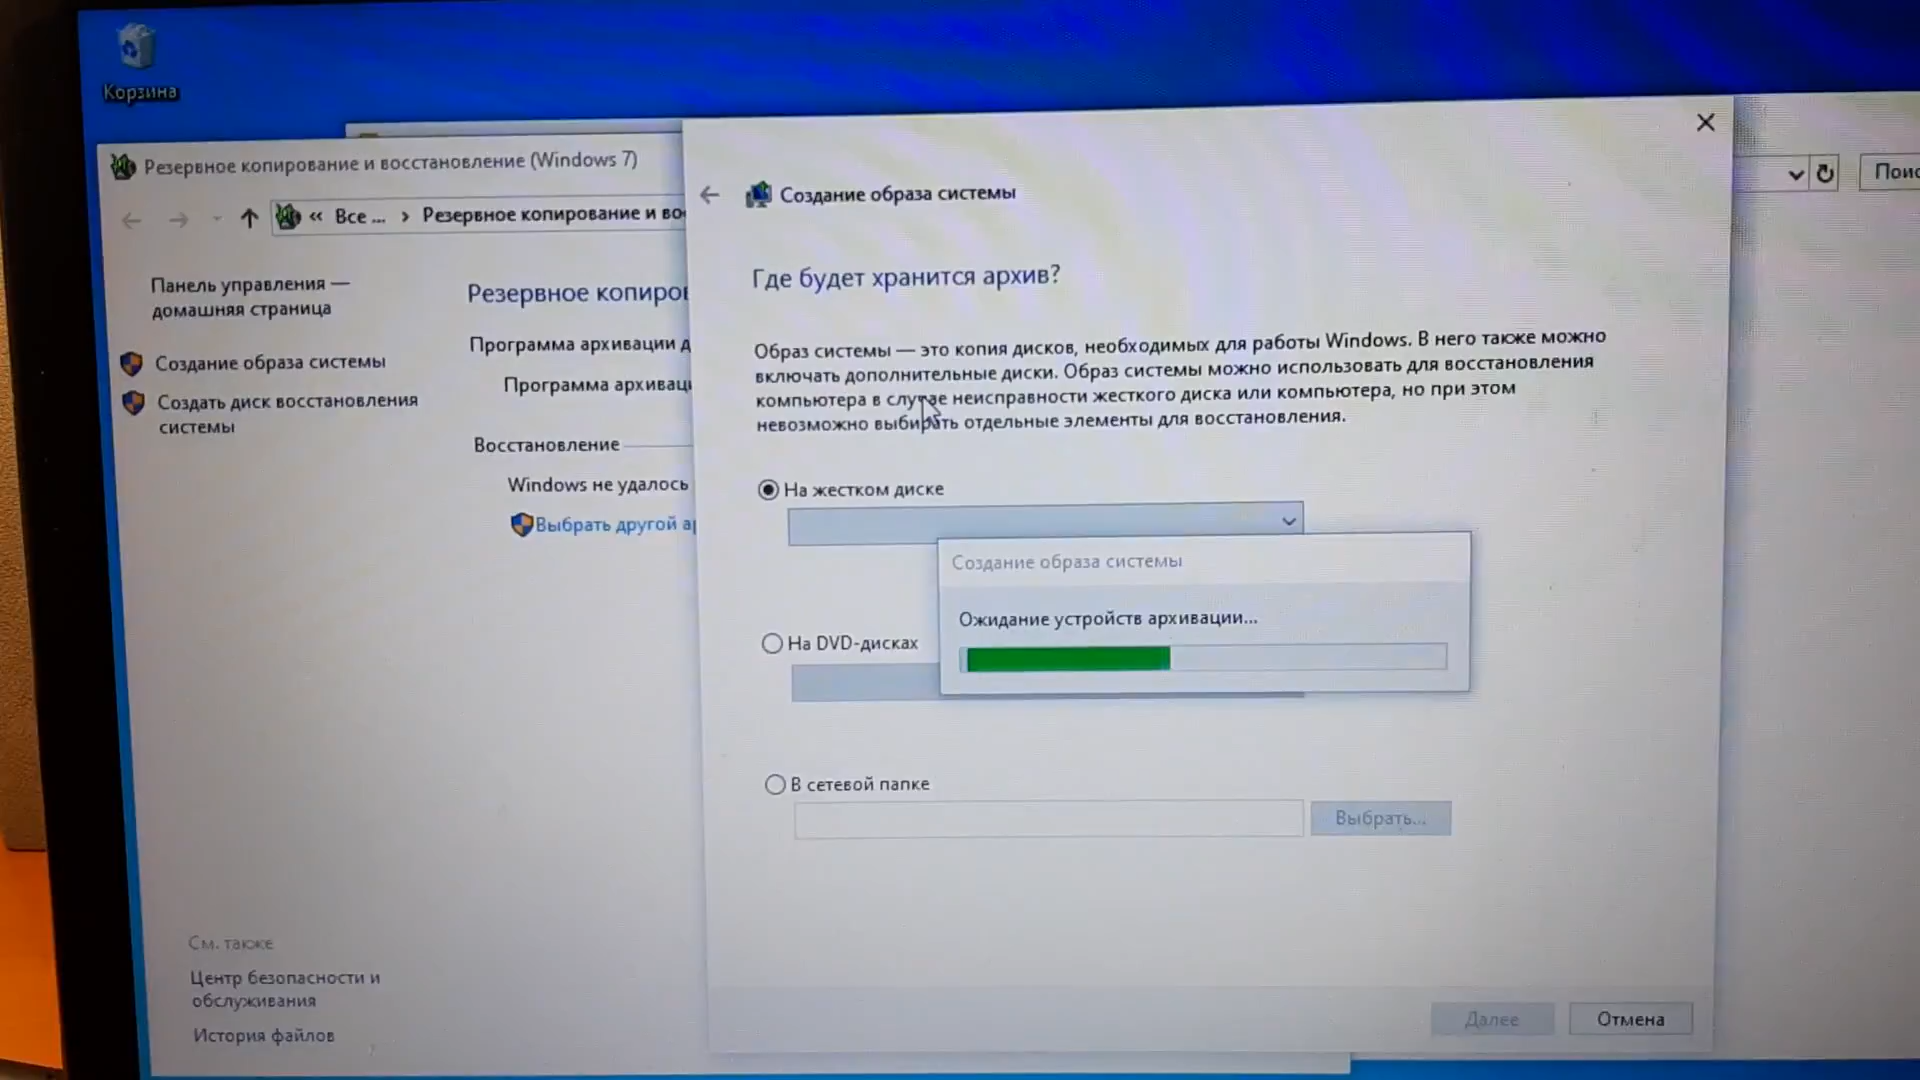 Корзина
Резервное копирование и восстановление (Windows 7)
« Все ... › Резервное копирование и
Поис
Панель управления —
домашняя страница
Создание образа системы
Создать диск восстановления
системы
Резервное
Программа архивации
Программа
Восстановление
Windows не удалось
Выбрать другой
См. также
Центр безопасности и
обслуживания
История файлов
Создание образа системы
Где будет хранится архив?
Образ системы — это копия дисков, необходимых для работы Windows. В него также можно
включать дополнительные диски. Образ системы можно использовать для восстановления
компьютера в случае неисправности жесткого диска или компьютера, но при этом
невозможно выбирать отдельные элементы для восстановления.
На жестком диске
Создание образа системы
Ожидание устройств архивации...
На DVD-дисках
В сетевой папке
Выбрать...
Далее
Отмена